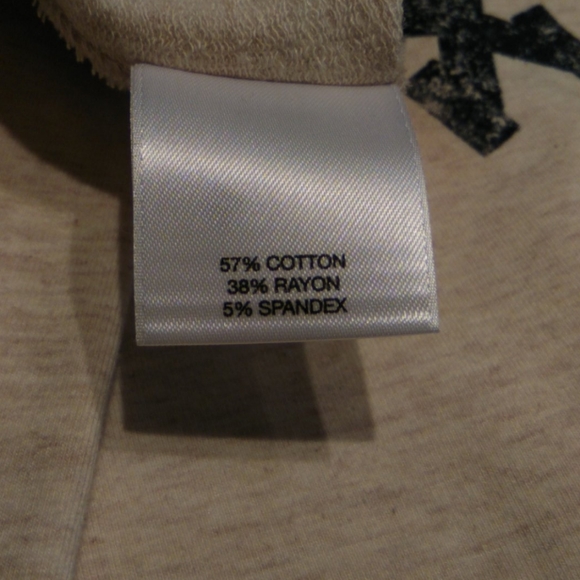 57% COTTON
38% RAYON
5% SPANDEX